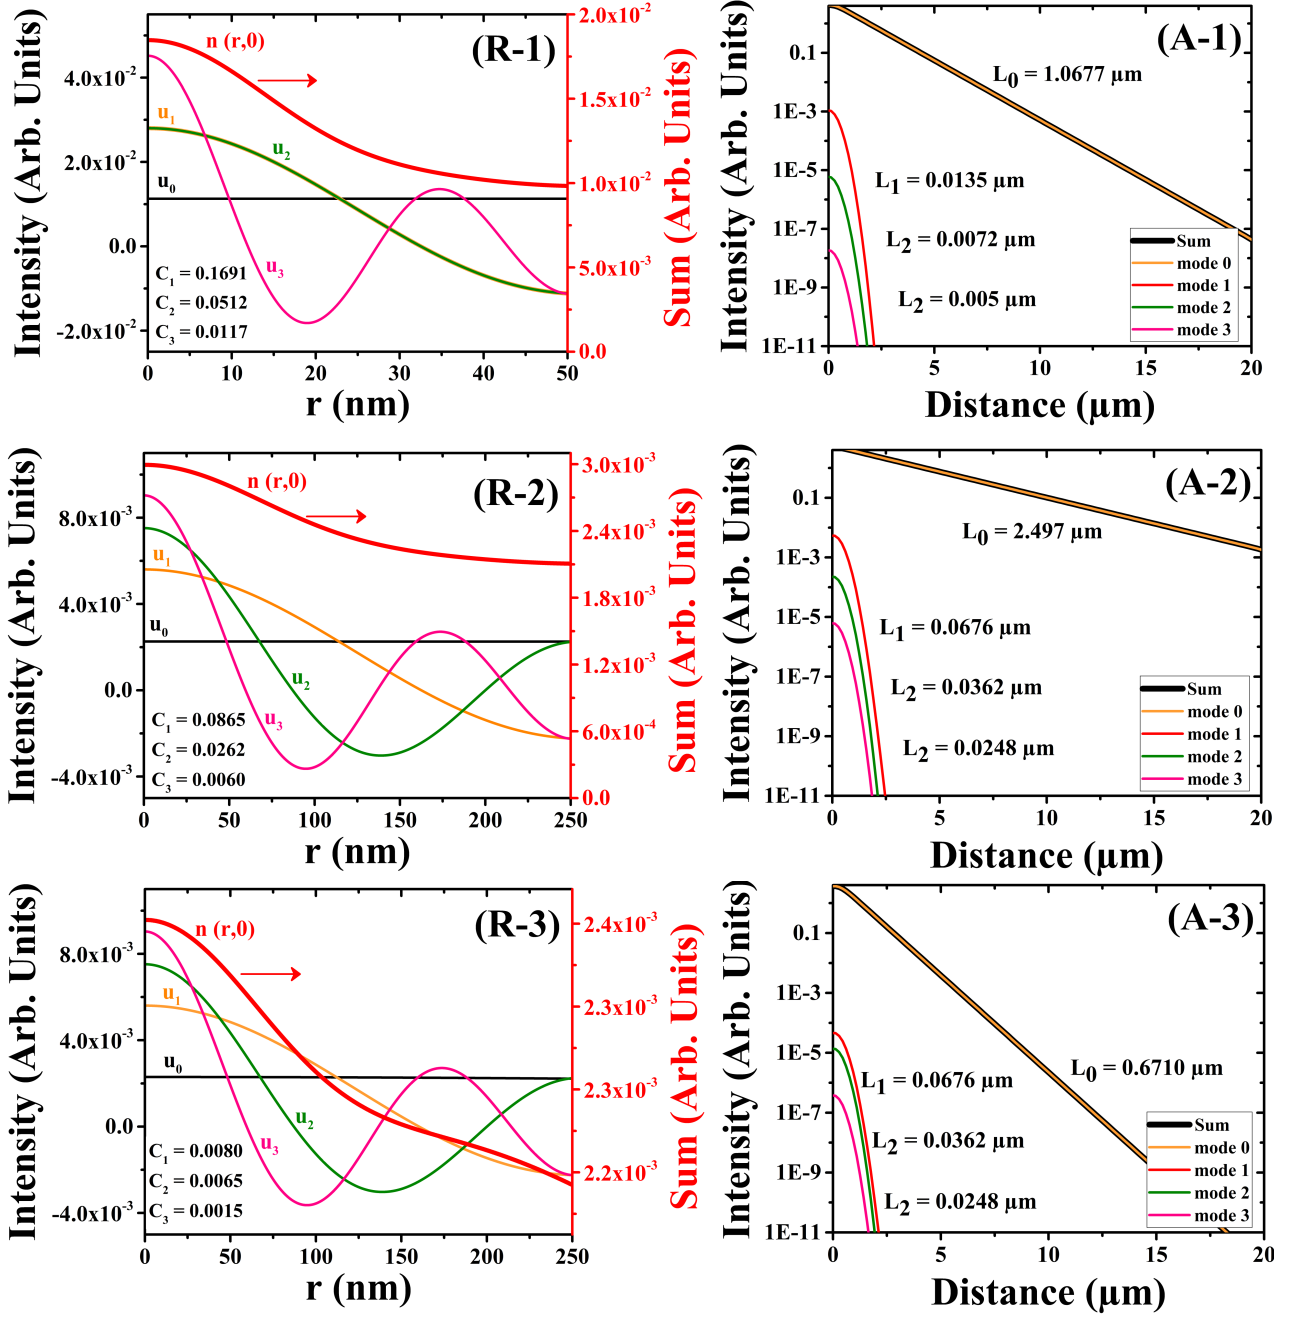 (R-1)
n (r,0)
u1
u2
u0
u3
C1 = 0.1691
C2 = 0.0512
C3 = 0.0117
4.0x10-2
2.0x10-2
0.0
-2.0x10-2
Intensity (Arb. Units)
2.0x10-2
1.5x10-2
1.0x10-2
5.0x10-3
0.0
Sum (Arb. Units)
0 10 20 30 40 50
r (nm)
(A-1)
L0 = 1.0677 µm
L1 = 0.0135 µm
L2 = 0.0072 µm
L2 = 0.005 µm
Sum
mode 0
mode 1
mode 2
mode 3
0.1
1E-3
1E-5
1E-7
1E-9
1E-11
Intensity (Arb. Units)
0 5 10 15 20
Distance (µm)
(R-2)
n (r,0)
u1
u0
u2
u3
C1 = 0.0865
C2 = 0.0262
C3 = 0.0060
8.0x10-3
4.0x10-3
0.0
-4.0x10-3
Intensity (Arb. Units)
3.0x10-3
2.4x10-3
1.8x10-3
1.2x10-3
6.0x10-4
0.0
Sum (Arb. Units)
0 50 100 150 200 250
r (nm)
(A-2)
L0 = 2.497 µm
L1 = 0.0676 µm
L2 = 0.0362 µm
L2 = 0.0248 µm
Sum
mode 0
mode 1
mode 2
mode 3
0.1
1E-3
1E-5
1E-7
1E-9
1E-11
Intensity (Arb. Units)
0 5 10 15 20
Distance (µm)
(R-3)
n (r,0)
u1
u0
u2
u3
C1 = 0.0080
C2 = 0.0065
C3 = 0.0015
8.0x10-3
4.0x10-3
0.0
-4.0x10-3
Intensity (Arb. Units)
2.4x10-3
2.3x10-3
2.3x10-3
2.2x10-3
Sum (Arb. Units)
0 50 100 150 200 250
r (nm)
(A-3)
L0 = 0.6710 µm
L1 = 0.0676 µm
L2 = 0.0362 µm
L2 = 0.0248 µm
Sum
mode 0
mode 1
mode 2
mode 3
0.1
1E-3
1E-5
1E-7
1E-9
1E-11
Intensity (Arb. Units)
0 5 10 15 20
Distance (µm)